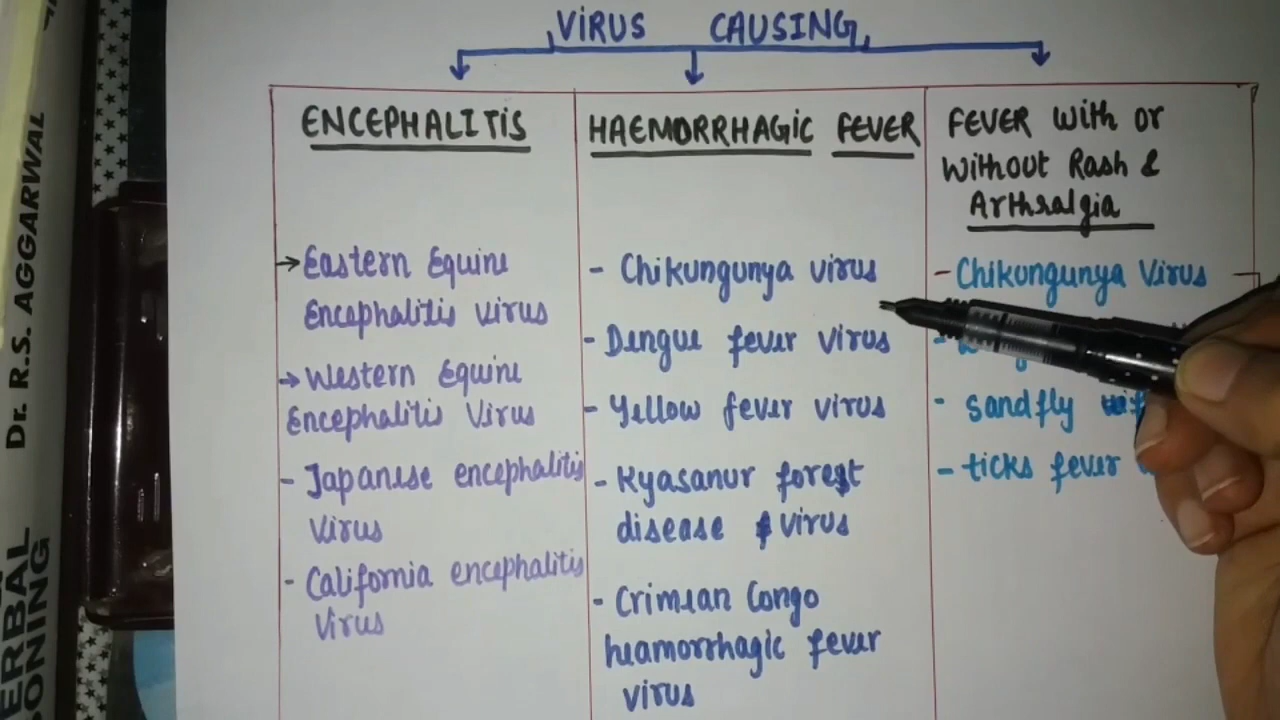 VIRUS CAUSING
ENCEPHALITIS
→Eastern Equine
Encephalitis virus
→Western Equine
Encephalitis Virus
- Japanese encephalitis
Virus
- California encephalitis
Virus
HAEMORRHAGIC FEVER
- Chikungunya virus
- Dengue fever virus
- Yellow fever virus
- Kyasanur forest
disease virus
- Crimean Congo
heamorrhagic fever
virus
FEVER with or
without Rash &
Arthralgia
- Chikungunya Virus
- sandfly
- ticks fever
Dr. R.S. AGGARWAL
ERBAL
ONING